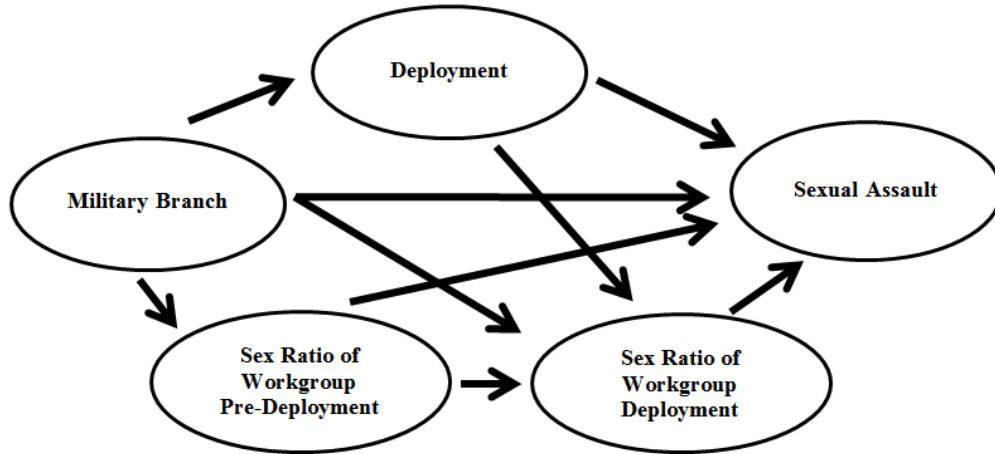 Deployment
Military Branch
Sexual Assault
Sex Ratio of
Workgroup
Pre-Deployment
Sex Ratio of
Workgroup
Deployment